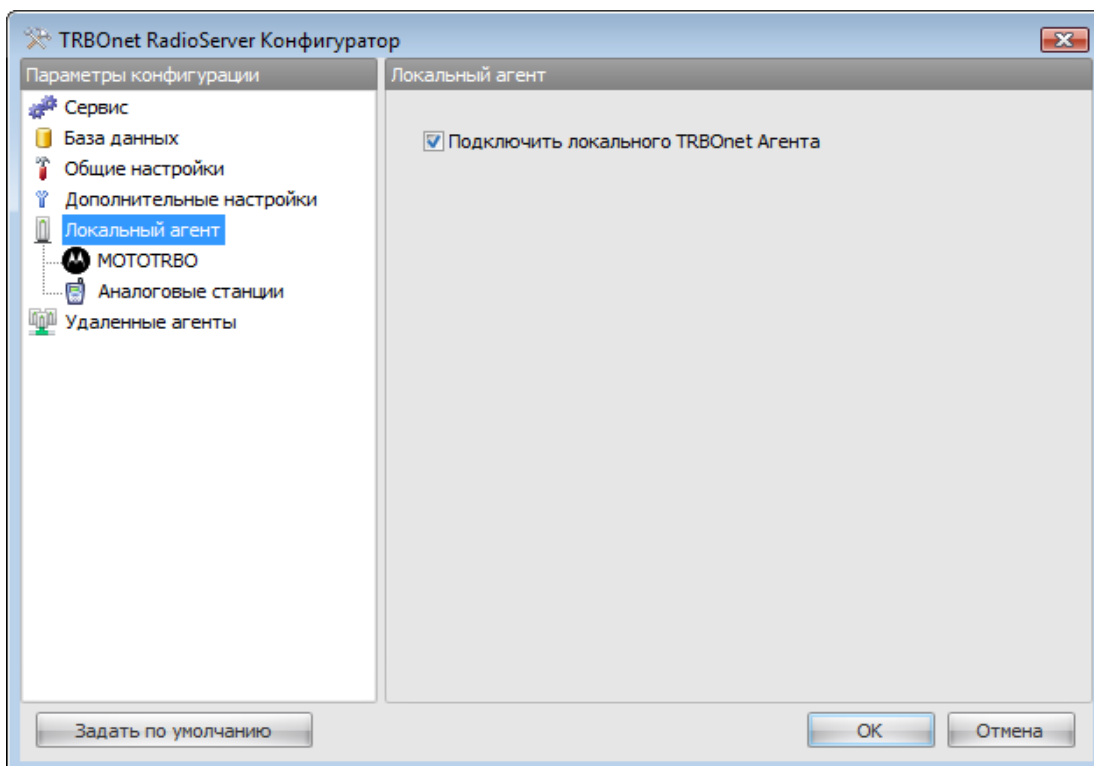 TRBOnet RadioServer Конфигуратор
Параметры конфигурации
Сервис
База данных
Общие настройки
Дополнительные настройки
Локальный агент
MOTOTRBO
Аналоговые станции
Удаленные агенты
Локальный агент
Подключить локального TRBOnet Агента
Задать по умолчанию
OK
Отмена